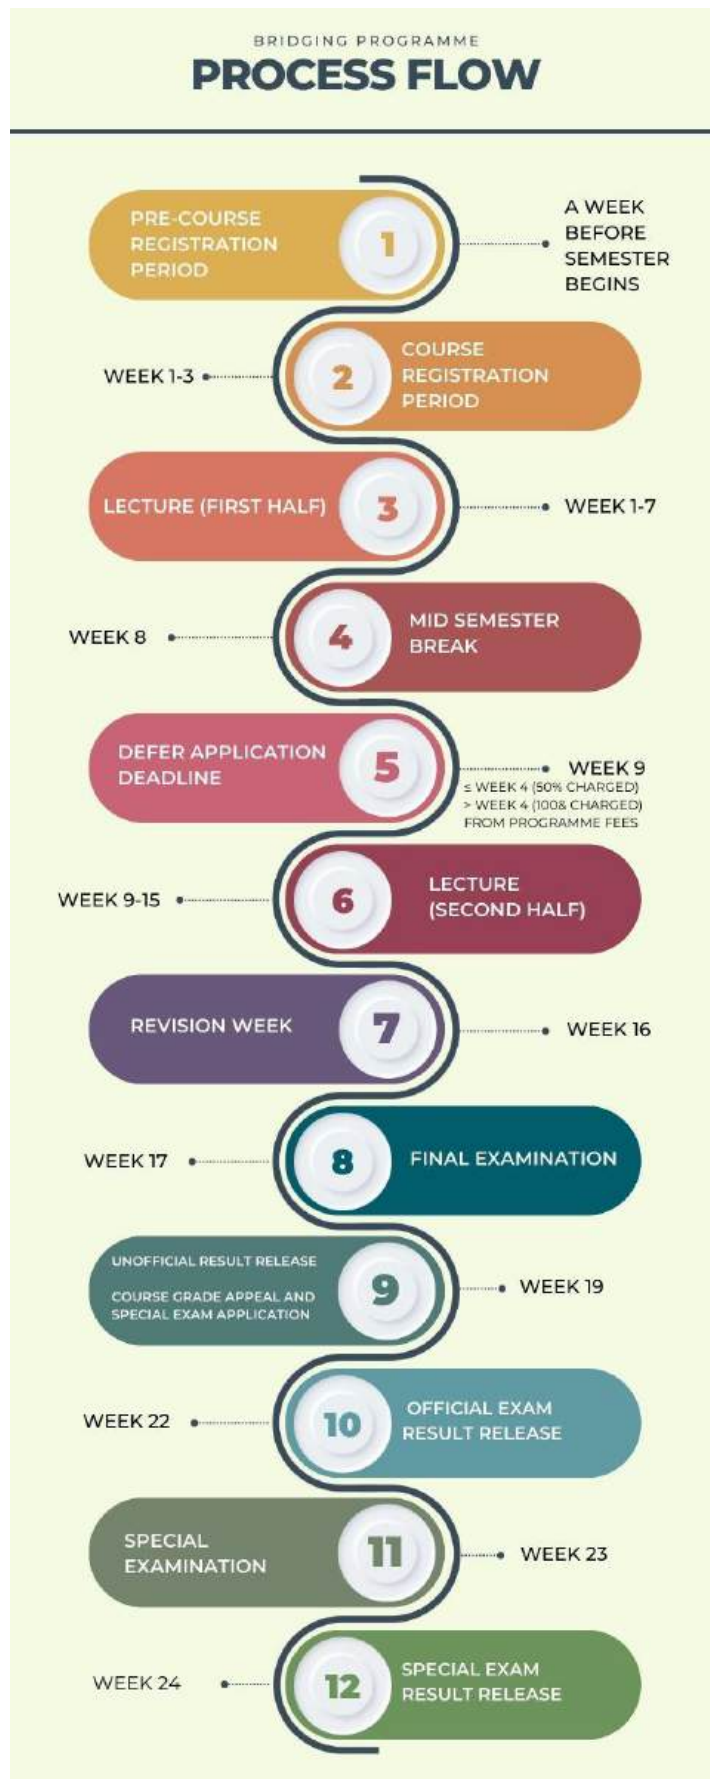 BRIDGING PROGRAMME
PROCESS FLOW
PRE-COURSE
REGISTRATION
PERIOD
1
A WEEK
BEFORE
SEMESTER
BEGINS
WEEK 1-3
2
COURSE
REGISTRATION
PERIOD
LECTURE (FIRST HALF)
3
WEEK 1-7
WEEK 8
4
MID SEMESTER
BREAK
DEFER APPLICATION
DEADLINE
5
WEEK 9
≤ WEEK 4 (50% CHARGED)
> WEEK 4 (100& CHARGED)
FROM PROGRAMME FEES
WEEK 9-15
6
LECTURE
(SECOND HALF)
REVISION WEEK
7
WEEK 16
WEEK 17
8
FINAL EXAMINATION
UNOFFICIAL RESULT RELEASE
COURSE GRADE APPEAL AND
SPECIAL EXAM APPLICATION
9
WEEK 19
WEEK 22
10
OFFICIAL EXAM
RESULT RELEASE
SPECIAL
EXAMINATION
11
WEEK 23
WEEK 24
12
SPECIAL EXAM
RESULT RELEASE